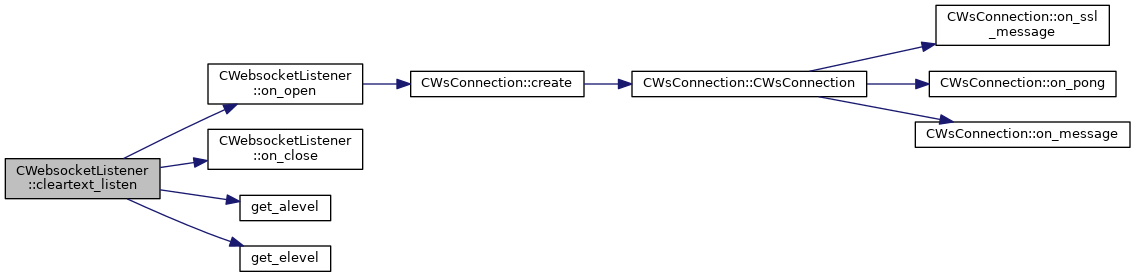 CWebsocketListener
::cleartext_listen
CWebsocketListener
::on_open
CWebsocketListener
::on_close
get_alevel
get_elevel
CWsConnection::create
CWsConnection::CWsConnection
CWsConnection::on_ssl
_message
CWsConnection::on_pong
CWsConnection::on_message